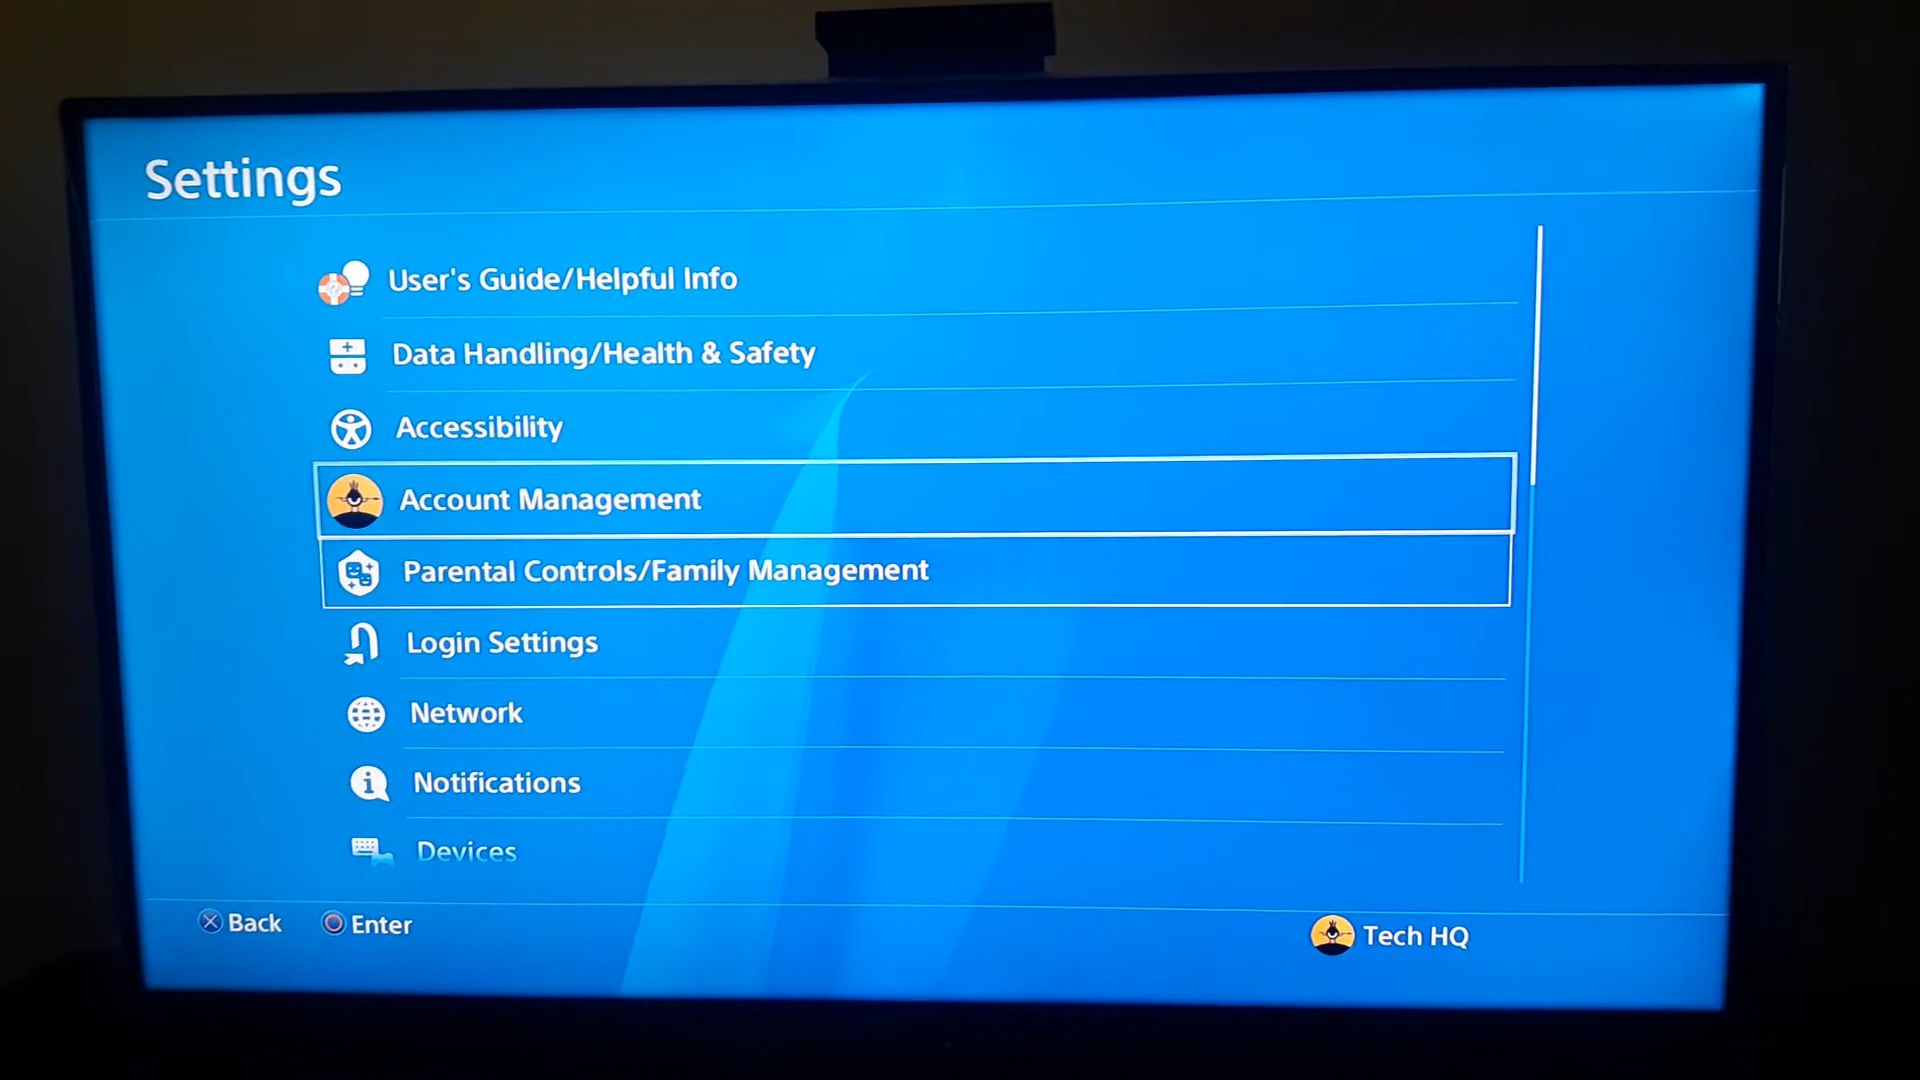 Settings
User's Guide/Helpful Info
Data Handling/Health & Safety
Accessibility
Account Management
Parental Controls/Family Management
Login Settings
Network
Notifications
Devices
Back
Enter
Tech HQ